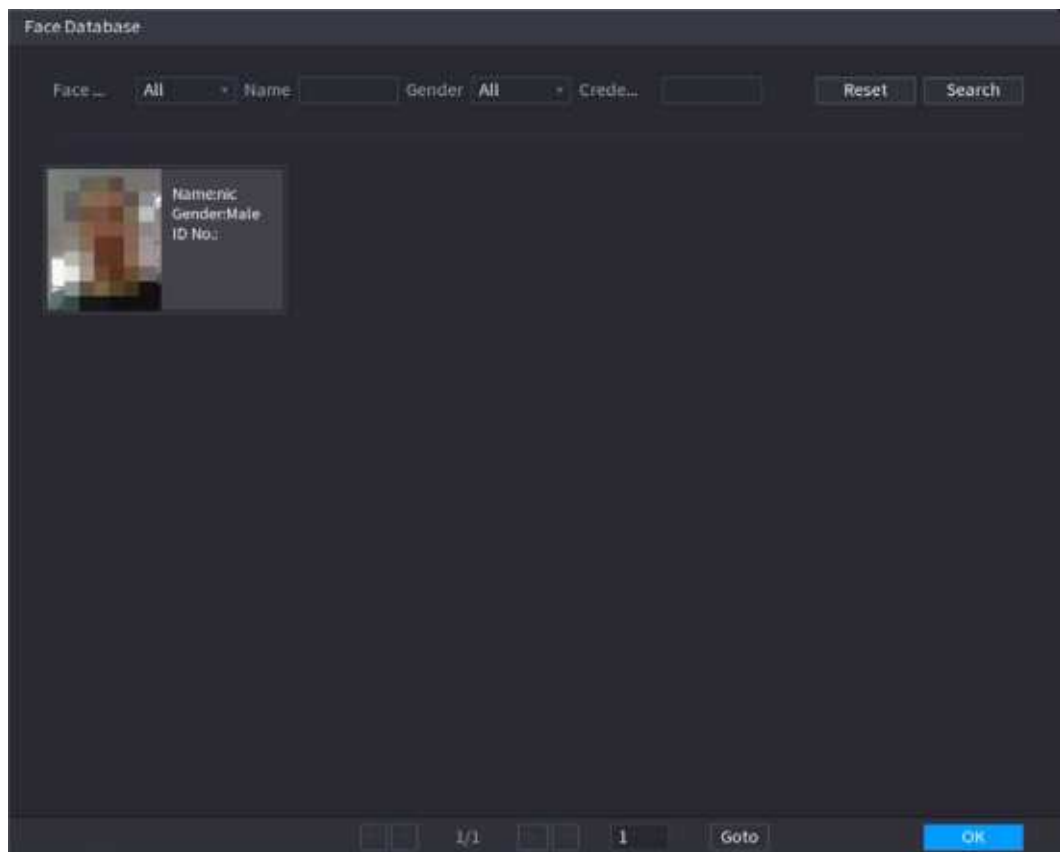 Face Database
Face ... All Name Gender All Crede... Reset Search
Name:nic
Gender:Male
ID No.:
1/1 1 Goto OK